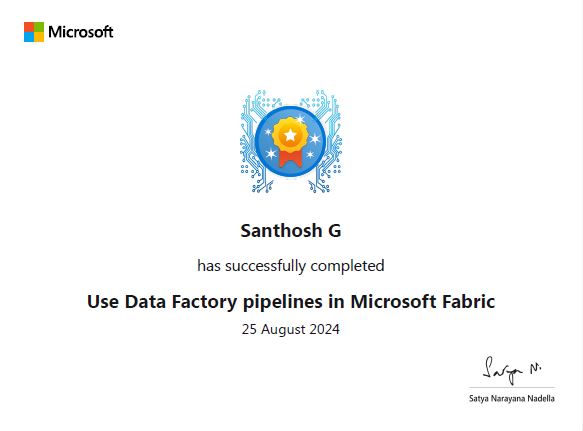 Microsoft
Santhosh G
has successfully completed
Use Data Factory pipelines in Microsoft Fabric
25 August 2024
Satya N.
Satya Narayana Nadella